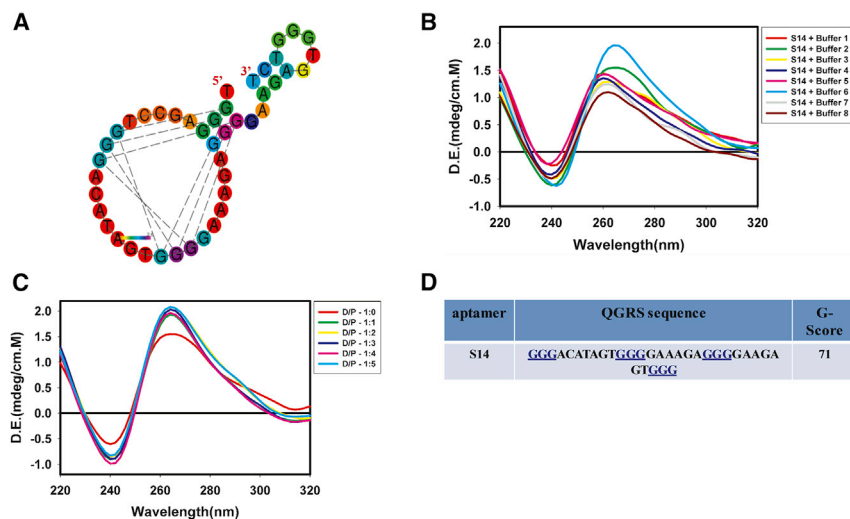 A
5'
3'
TGGGAGCCTGGGACATAGTGGGGAAAGAGGGGAAGAGTGGGTCT
B
S14 + Buffer 1
S14 + Buffer 2
S14 + Buffer 3
S14 + Buffer 4
S14 + Buffer 5
S14 + Buffer 6
S14 + Buffer 7
S14 + Buffer 8
D.E.(mdeg/cm.M)
2.0
1.5
1.0
0.5
0.0
-0.5
-1.0
220 240 260 280 300 320
Wavelength(nm)
C
D/P - 1:0
D/P - 1:1
D/P - 1:2
D/P - 1:3
D/P - 1:4
D/P - 1:5
D.E.(mdeg/cm.M)
2.0
1.5
1.0
0.5
0.0
-0.5
-1.0
220 240 260 280 300 320
Wavelength(nm)
D
aptamer QGRS sequence G-
Score
S14 GGGACATAGTGGGGAAAGAGGGGAAGA 71
GTGGG